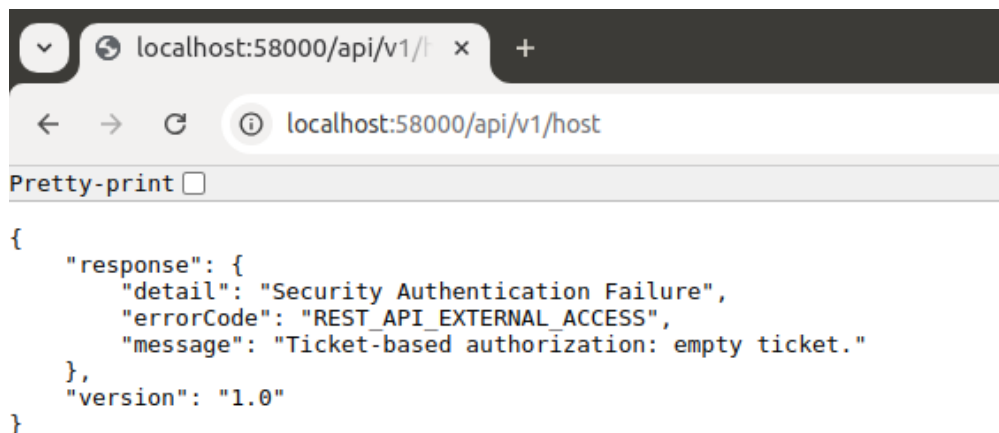 localhost:58000/api/v1/h
localhost:58000/api/v1/host
Pretty-print
{
    "response": {
        "detail": "Security Authentication Failure",
        "errorCode": "REST_API_EXTERNAL_ACCESS",
        "message": "Ticket-based authorization: empty ticket."
    },
    "version": "1.0"
}